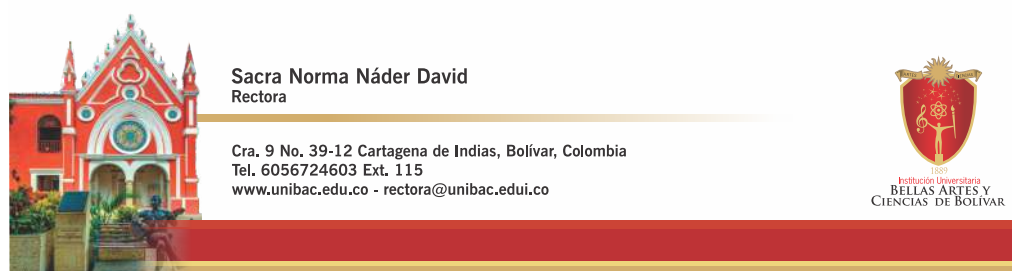 Sacra Norma Náder David
Rectora
Cra. 9 No. 39-12 Cartagena de Indias, Bolívar, Colombia
Tel. 6056724603 Ext. 115
www.unibac.edu.co - rectora@unibac.edui.co
1889
Institución Universitaria
BELLAS ARTES Y
CIENCIAS DE BOLÍVAR